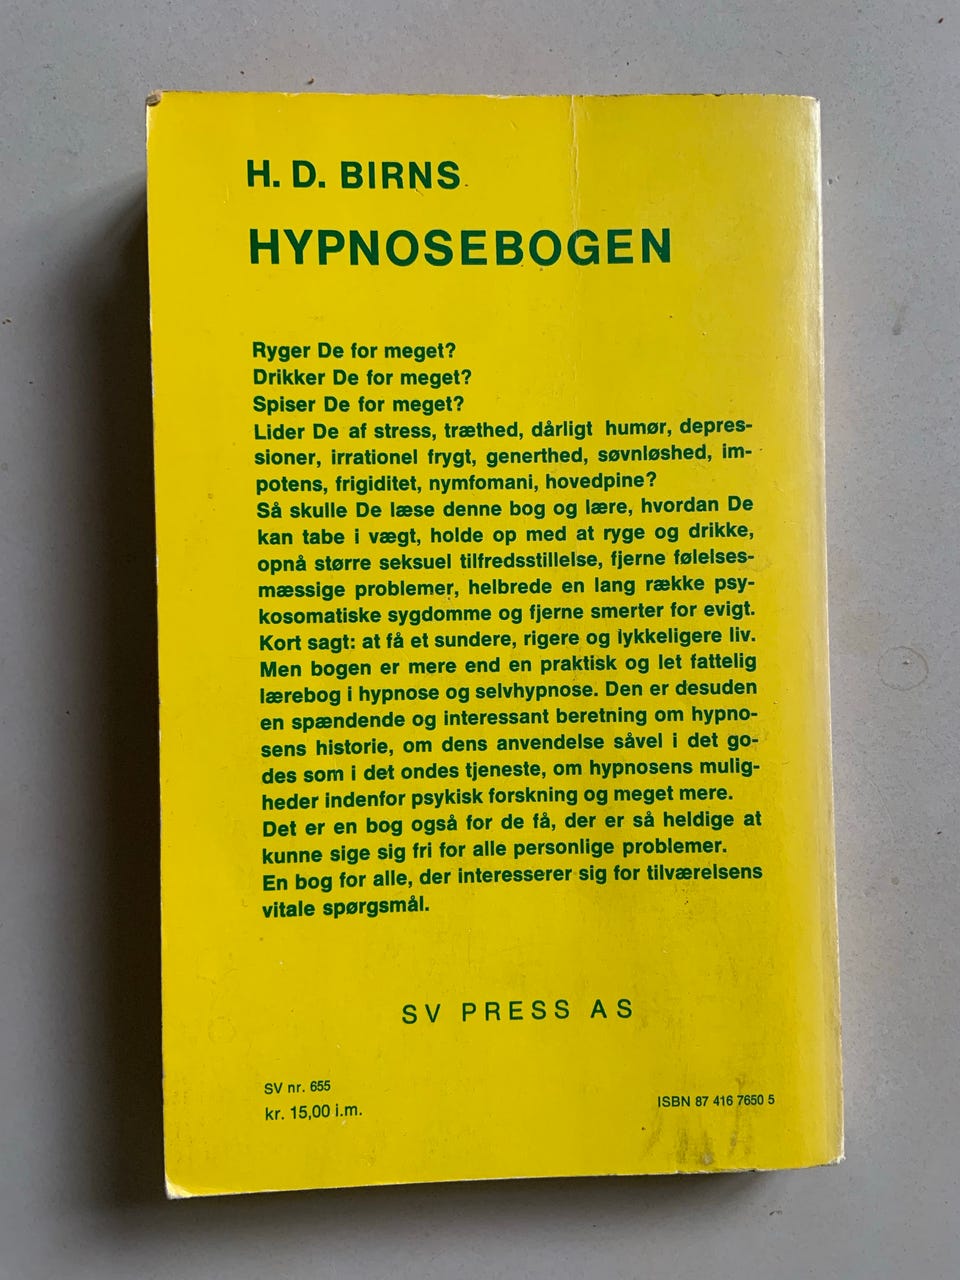 H. D. BIRNS
HYPNOSEBOGEN
Ryger De for meget?
Drikker De for meget?
Spiser De for meget?
Lider De af stress, træthed, dårligt humør, depres-
sioner, irrationel frygt, generthed, søvnløshed, im-
potens, frigiditet, nymfomani, hovedpine?
Så skulle De læse denne bog og lære, hvordan De
kan tabe i vægt, holde op med at ryge og drikke,
opnå større seksuel tilfredsstillelse, fjerne følelses-
mæssige problemer, helbrede en lang række psy-
kosomatiske sygdomme og fjerne smerter for evigt.
Kort sagt: at få et sundere, rigere og lykkeligere liv.
Men bogen er mere end en praktisk og let fattelig
lærebog i hypnose og selvhypnose. Den er desuden
en spændende og interessant beretning om hypno-
sens historie, om dens anvendelse såvel i det go-
des som i det ondes tjeneste, om hypnosens mulig-
heder indenfor psykisk forskning og meget mere.
Det er en bog også for de få, der er så heldige at
kunne sige sig fri for alle personlige problemer.
En bog for alle, der interesserer sig for tilværelsens
vitale spørgsmål.
SV PRESS AS
SV nr. 655
kr. 15,00 i.m.
ISBN 87 416 7650 5